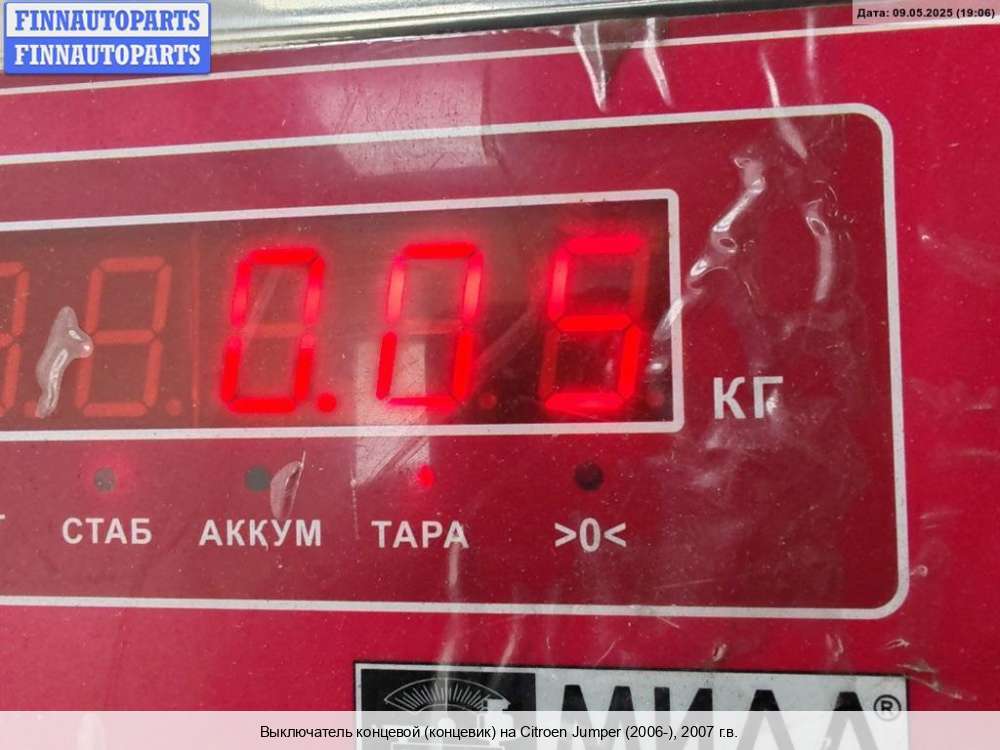 FINNAUTOPARTS
FINNAUTOPARTS
Дата: 09.05.2025 (19:06)
0.05
КГ
СТАБ АККУМ ТАРА >0<
®
Выключатель концевой (концевик) на Citroen Jumper (2006-), 2007 г.в.